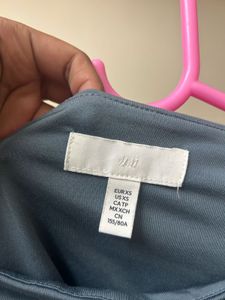 H&M
EUR XS
US XS
CA TP
MX XCH
CN
155/80A